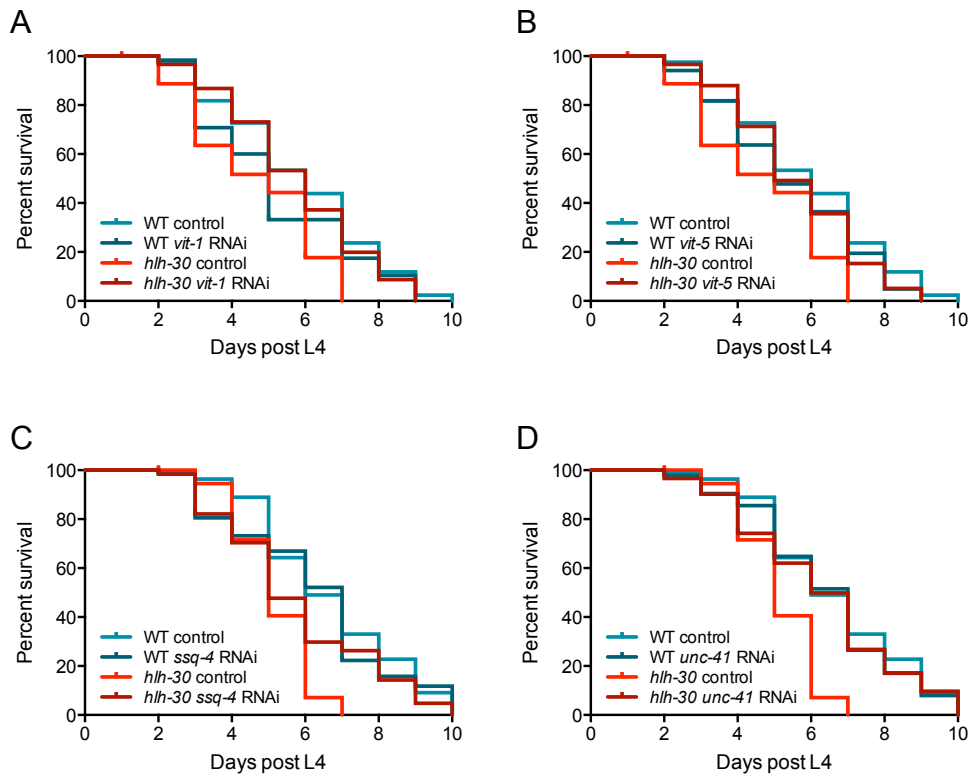 A
100
80
60
40
20
0
Percent survival
WT control
WT vit-1 RNAi
hlh-30 control
hlh-30 vit-1 RNAi
0 2 4 6 8 10
Days post L4
B
100
80
60
40
20
0
Percent survival
WT control
WT vit-5 RNAi
hlh-30 control
hlh-30 vit-5 RNAi
0 2 4 6 8 10
Days post L4
C
100
80
60
40
20
0
Percent survival
WT control
WT ssq-4 RNAi
hlh-30 control
hlh-30 ssq-4 RNAi
0 2 4 6 8 10
Days post L4
D
100
80
60
40
20
0
Percent survival
WT control
WT unc-41 RNAi
hlh-30 control
hlh-30 unc-41 RNAi
0 2 4 6 8 10
Days post L4